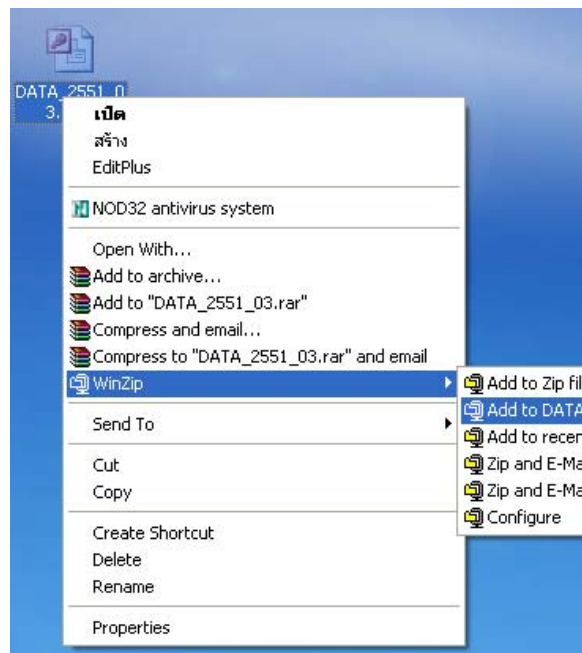 DATA_2551_0
3.
เปิด
สร้าง
EditPlus
NOD32 antivirus system
Open With...
Add to archive...
Add to "DATA_2551_03.rar"
Compress and email...
Compress to "DATA_2551_03.rar" and email
WinZip
Add to Zip fil
Add to DATA
Add to recen
Zip and E-Ma
Zip and E-Ma
Configure
Send To
Cut
Copy
Create Shortcut
Delete
Rename
Properties